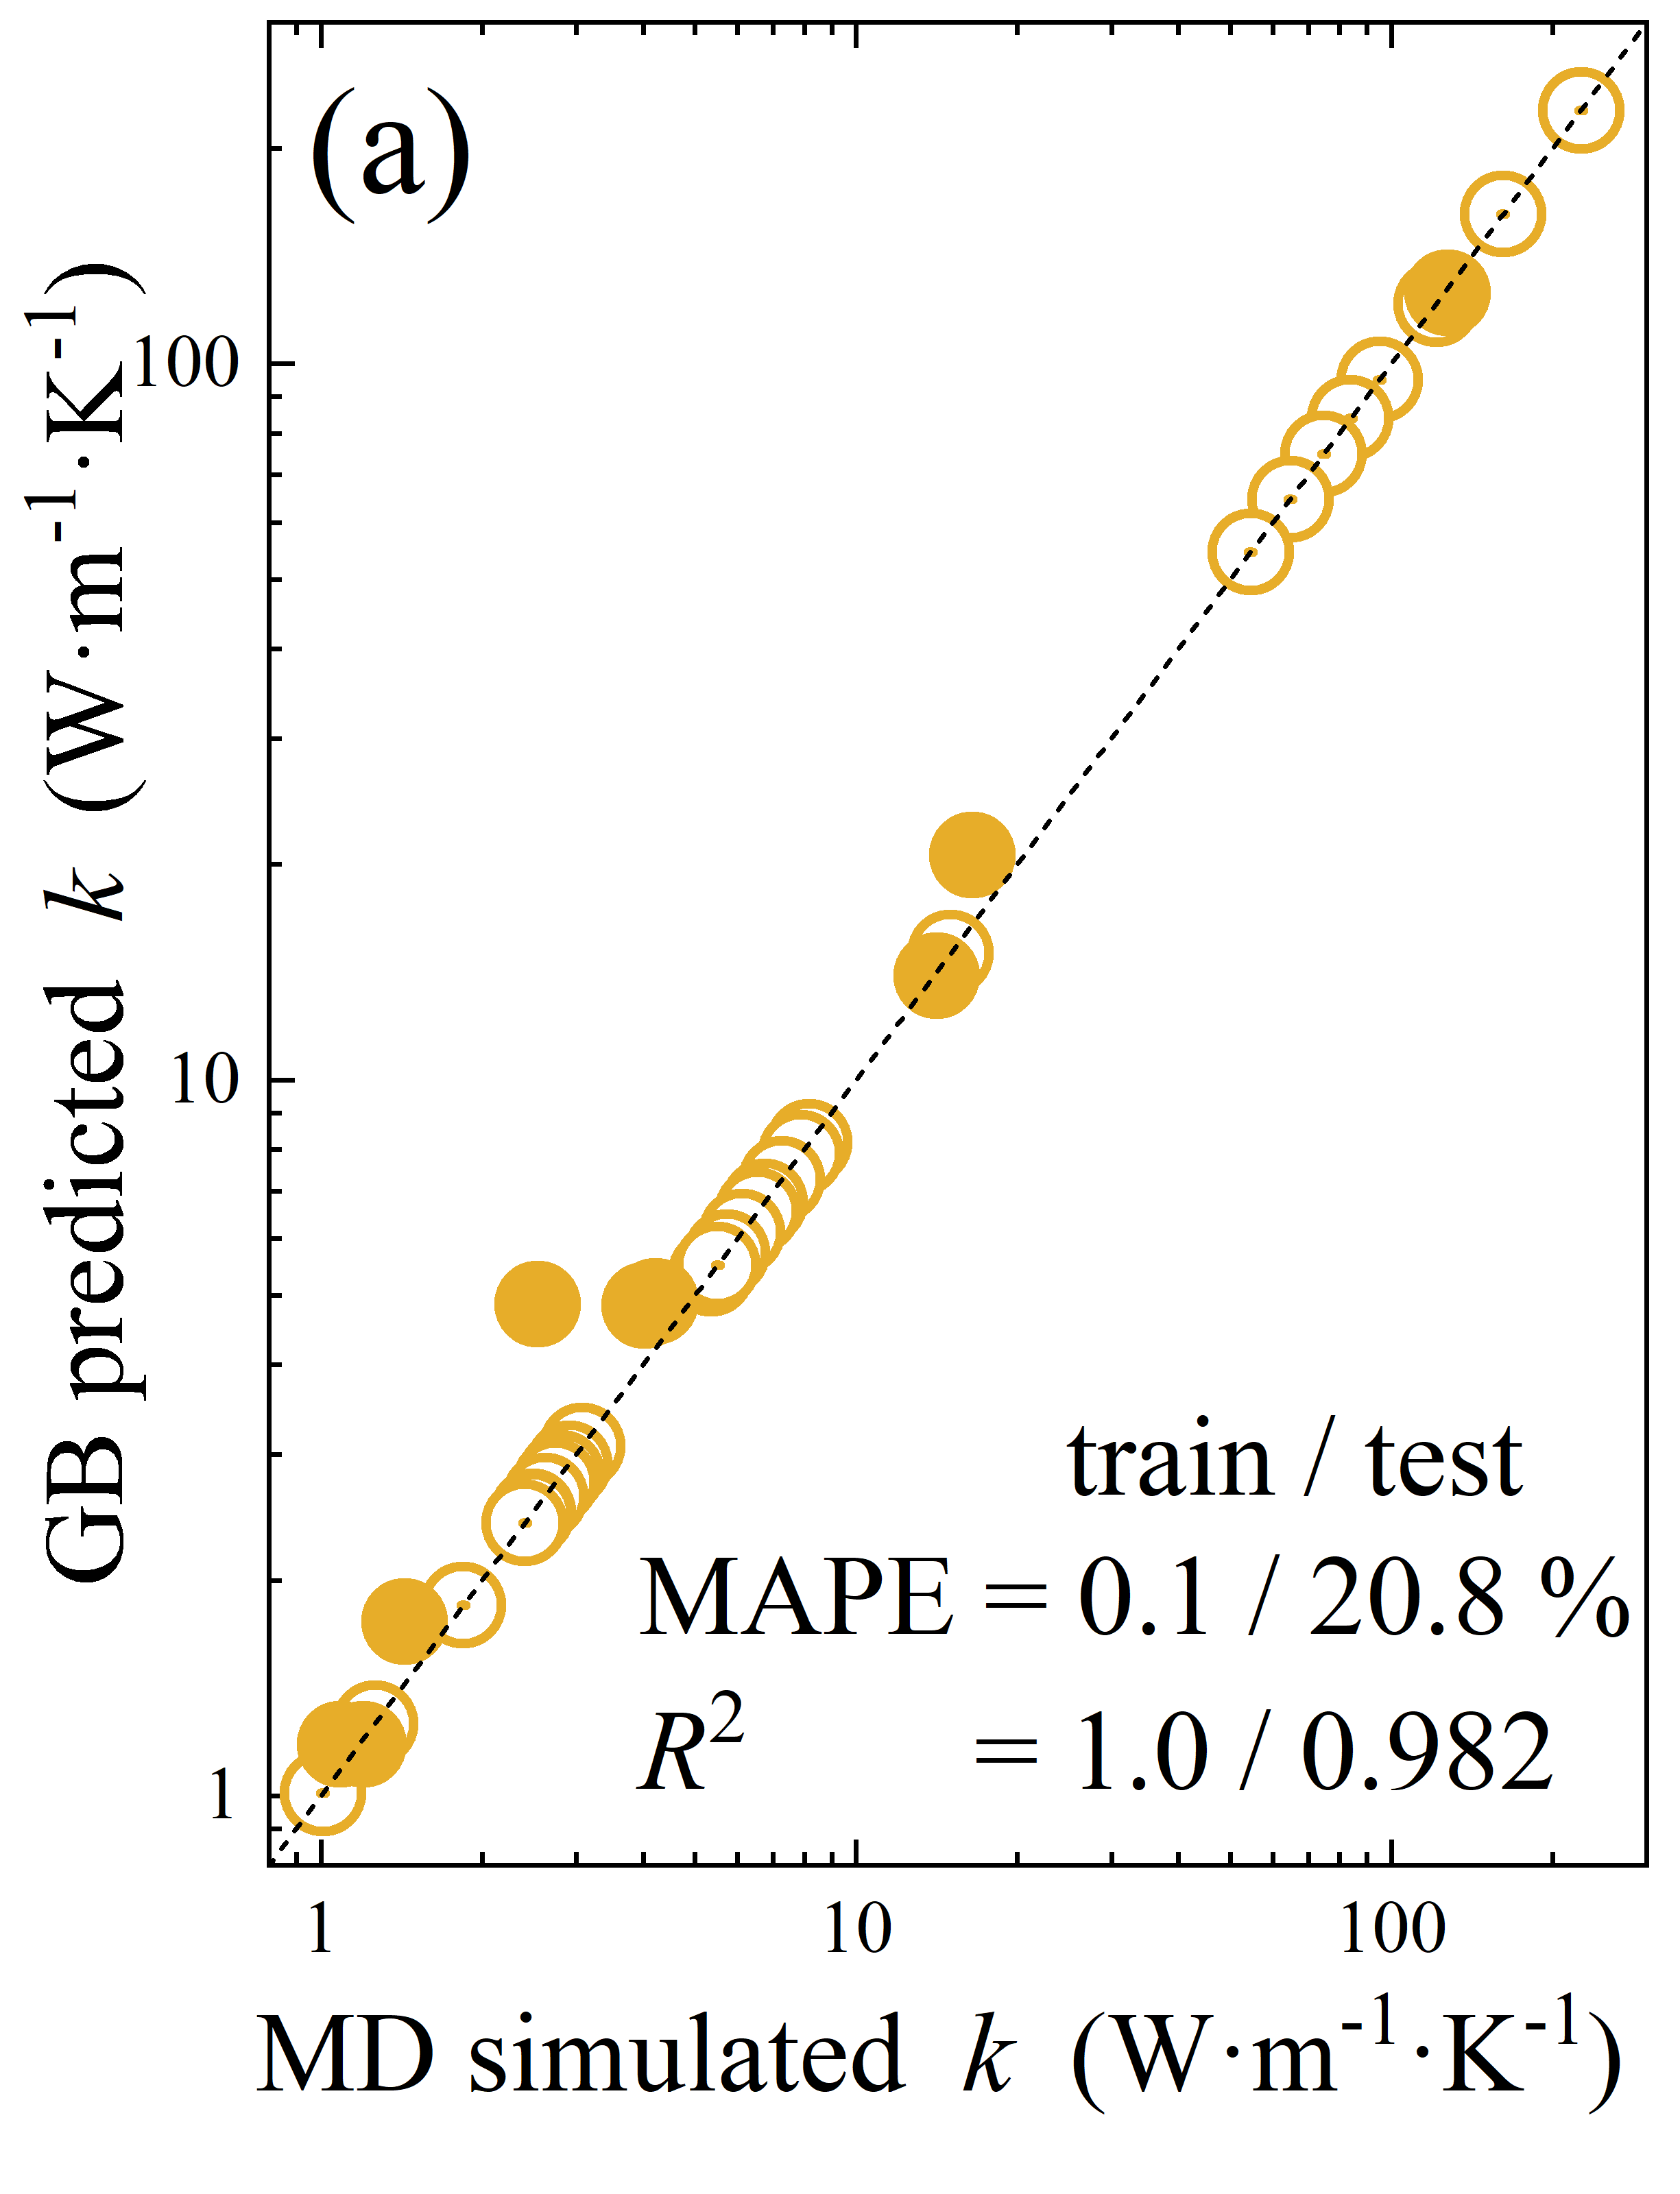 (a)
GB predicted k (W·m⁻¹·K⁻¹)
100
10
1
train / test
MAPE = 0.1 / 20.8 %
R² = 1.0 / 0.982
1 10 100
MD simulated k (W·m⁻¹·K⁻¹)